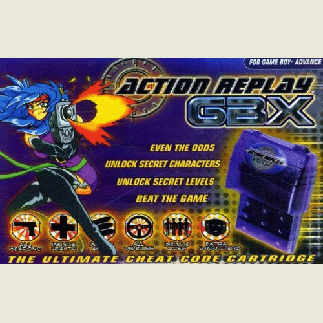 FOR GAME BOY ADVANCE
ACTION REPLAY
GBX
EVEN THE ODDS
UNLOCK SECRET CHARACTERS
UNLOCK SECRET LEVELS
BEAT THE GAME
THE ULTIMATE CHEAT CODE CARTRIDGE